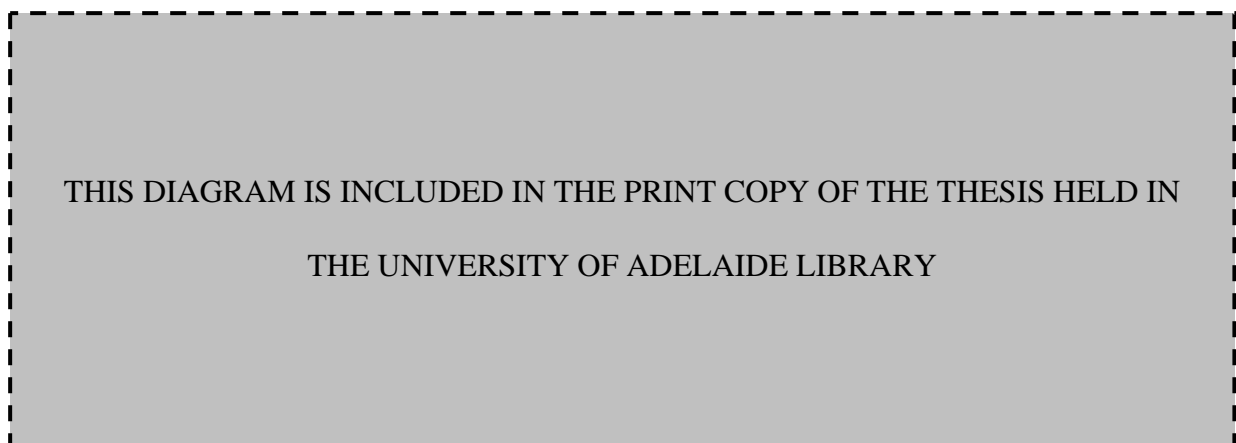 THIS DIAGRAM IS INCLUDED IN THE PRINT COPY OF THE THESIS HELD IN
THE UNIVERSITY OF ADELAIDE LIBRARY